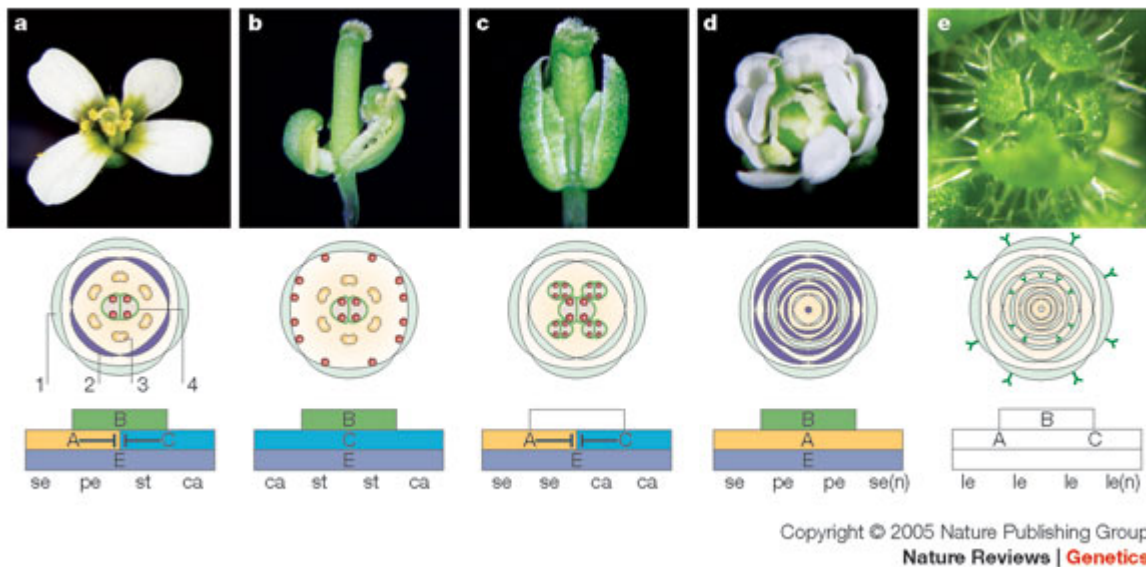 a b c d e
1 2 3 4
B B B
A C C A C A B
A C
E E E E
se pe st ca ca st st ca se se ca ca se pe pe se(n) le le le le(n)
Copyright © 2005 Nature Publishing Group
Nature Reviews | Genetics